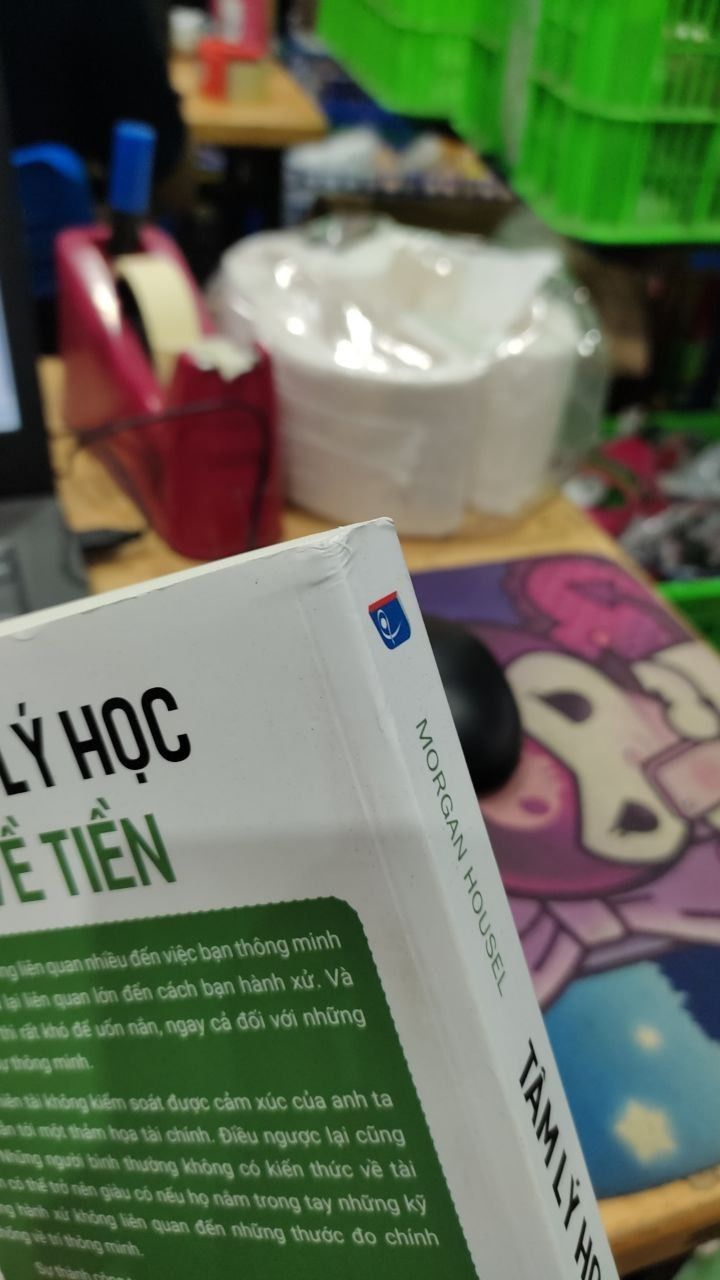 LÝ HỌC
VỀ TIỀN
liên quan nhiều đến việc bạn thông minh
lại liên quan lớn đến cách bạn hành xử. Và
thì rất khó để uốn nắn, ngay cả đối với những
thông minh.
tài không kiểm soát được cảm xúc của anh ta
tới một thảm họa tài chính. Điều ngược lại cũng
Những người bình thường không có kiến thức về tài
có thể trở nên giàu có nếu họ nắm trong tay những kỹ
hành xử không liên quan đến những thước đo chính
về trí thông minh.
Sự thành công
MORGAN HOUSEL
TÂM LÝ HỌ